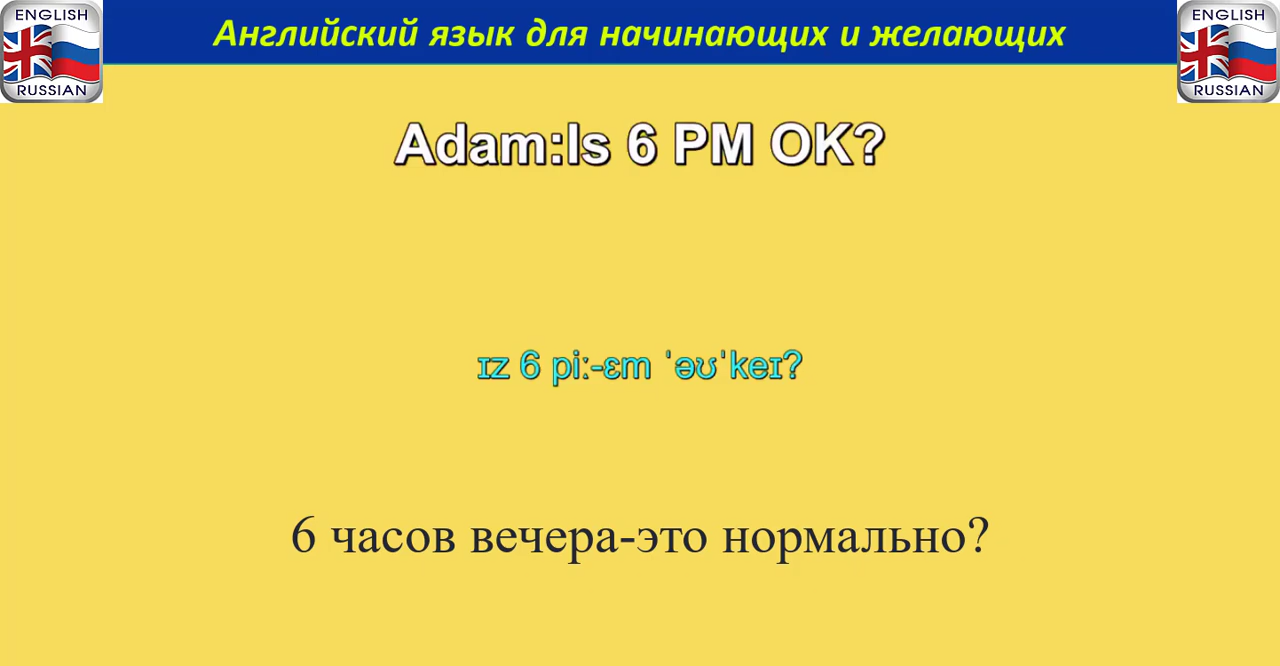 ENGLISH
RUSSIAN
Английский язык для начинающих и желающих
ENGLISH
RUSSIAN
Adam:Is 6 PM OK?
ɪz 6 piː-ɛm ˈəʊˈkeɪ?
6 часов вечера-это нормально?